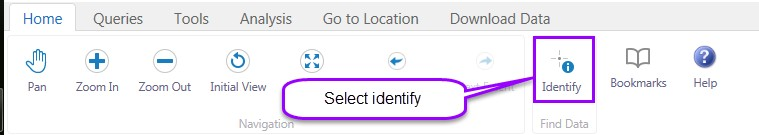 Home Queries Tools Analysis Go to Location Download Data
Pan Zoom In Zoom Out Initial View Identify Bookmarks Help
Select identify
Navigation Find Data